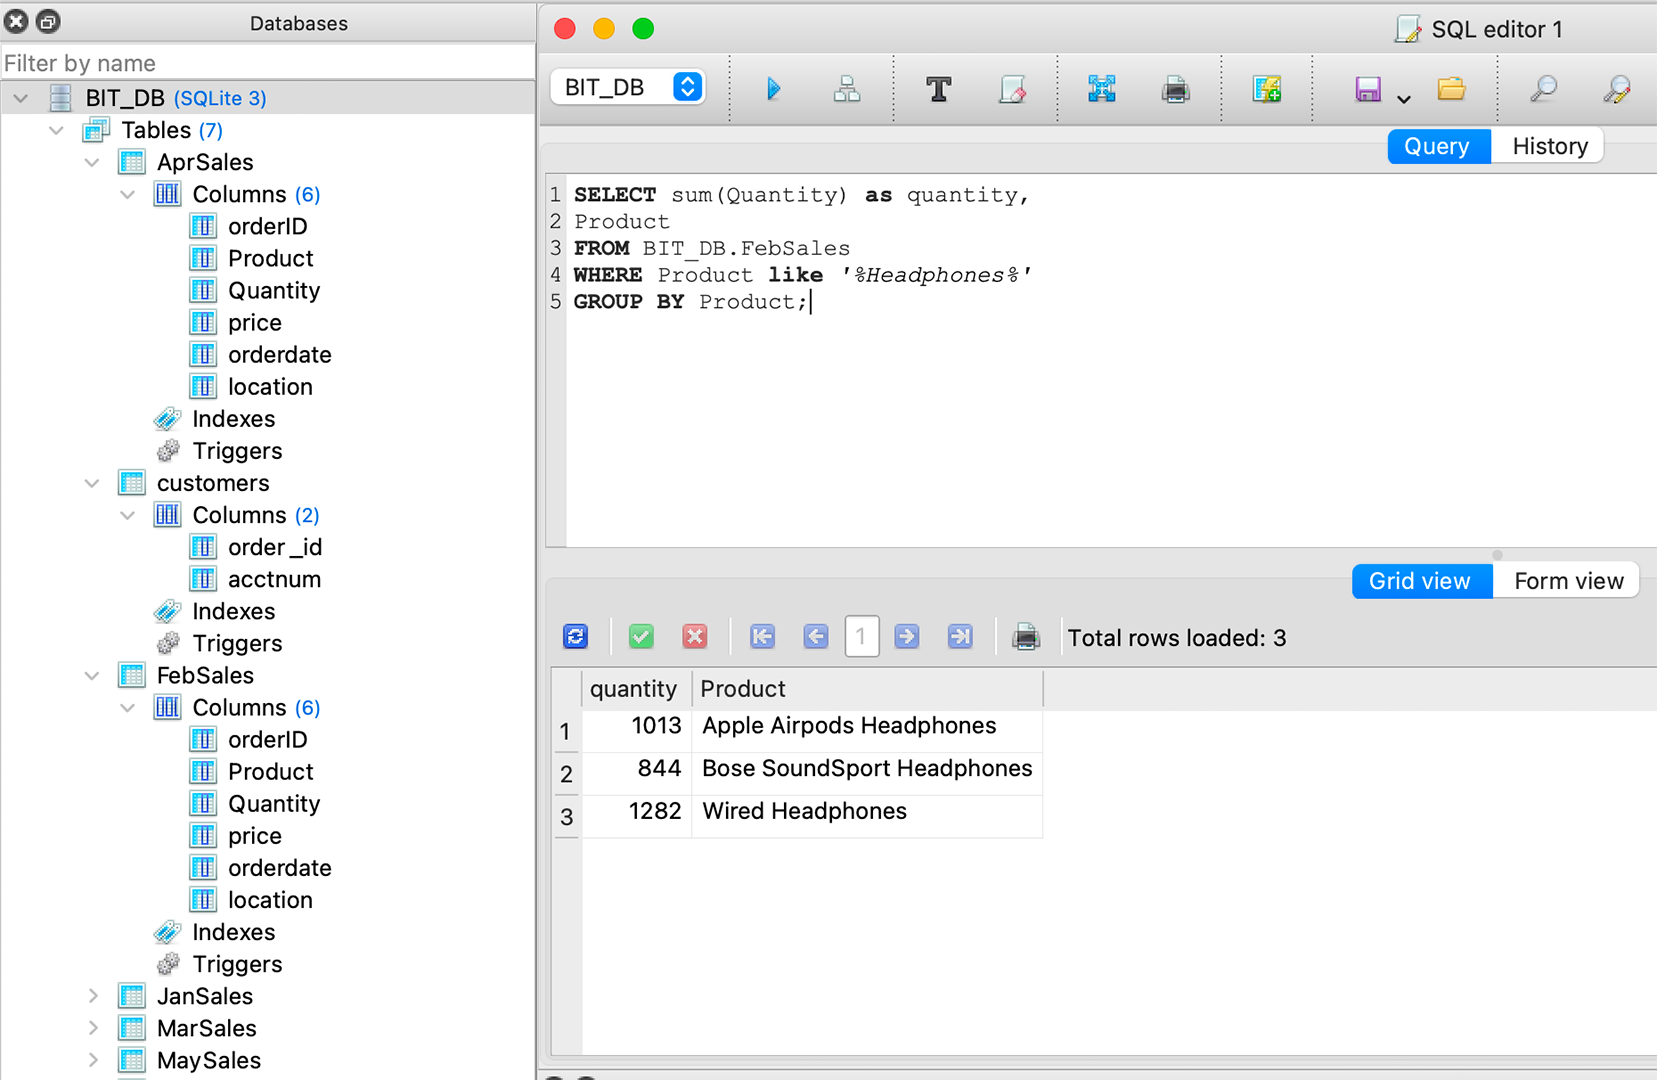 Databases
Filter by name
BIT_DB (SQLite 3)
Tables (7)
AprSales
Columns (6)
orderID
Product
Quantity
price
orderdate
location
Indexes
Triggers
customers
Columns (2)
order _id
acctnum
Indexes
Triggers
FebSales
Columns (6)
orderID
Product
Quantity
price
orderdate
location
Indexes
Triggers
JanSales
MarSales
MaySales
SQL editor 1
BIT_DB
T
Query History
1 SELECT sum(Quantity) as quantity,
2 Product
3 FROM BIT_DB.FebSales
4 WHERE Product like '%Headphones%'
5 GROUP BY Product;
Grid view Form view
1 Total rows loaded: 3
quantity Product
1 1013 Apple Airpods Headphones
2 844 Bose SoundSport Headphones
3 1282 Wired Headphones